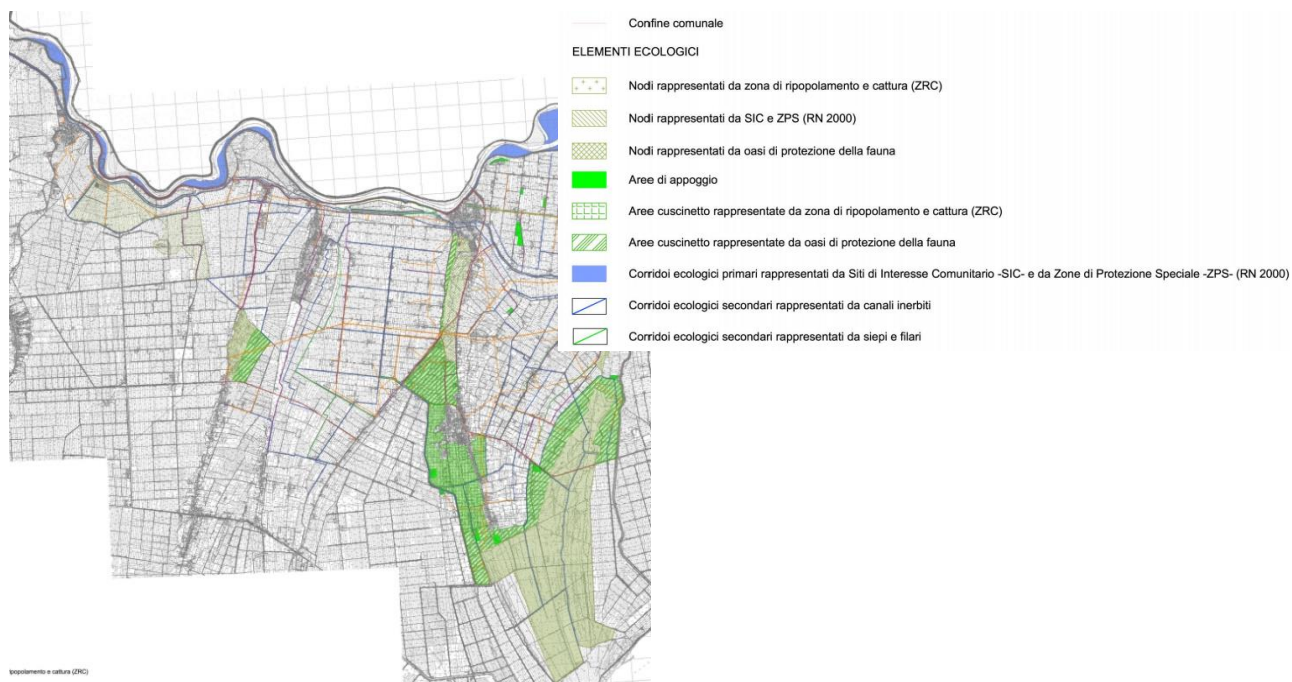 Confine comunale
ELEMENTI ECOLOGICI
Nodi rappresentati da zona di ripopolamento e cattura (ZRC)
Nodi rappresentati da SIC e ZPS (RN 2000)
Nodi rappresentati da oasi di protezione della fauna
Aree di appoggio
Aree cuscinetto rappresentate da zona di ripopolamento e cattura (ZRC)
Aree cuscinetto rappresentate da oasi di protezione della fauna
Corridoi ecologici primari rappresentati da Siti di Interesse Comunitario -SIC- e da Zone di Protezione Speciale -ZPS- (RN 2000)
Corridoi ecologici secondari rappresentati da canali inerbiti
Corridoi ecologici secondari rappresentati da siepi e filari
ipopolamento e cattura (ZRC)